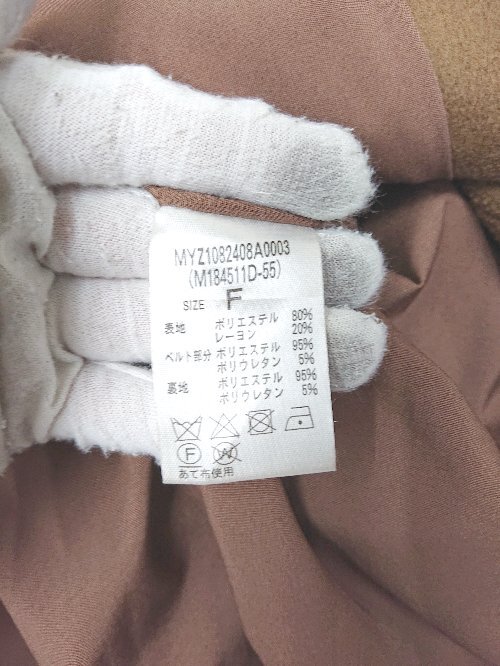 MYZ1082408A0003
(M184511D-55)
SIZE F
表地 ポリエステル 80%
レーヨン 20%
ベルト部分 ポリエステル 95%
ポリウレタン 5%
裏地 ポリエステル 95%
ポリウレタン 5%
F W
あて布使用